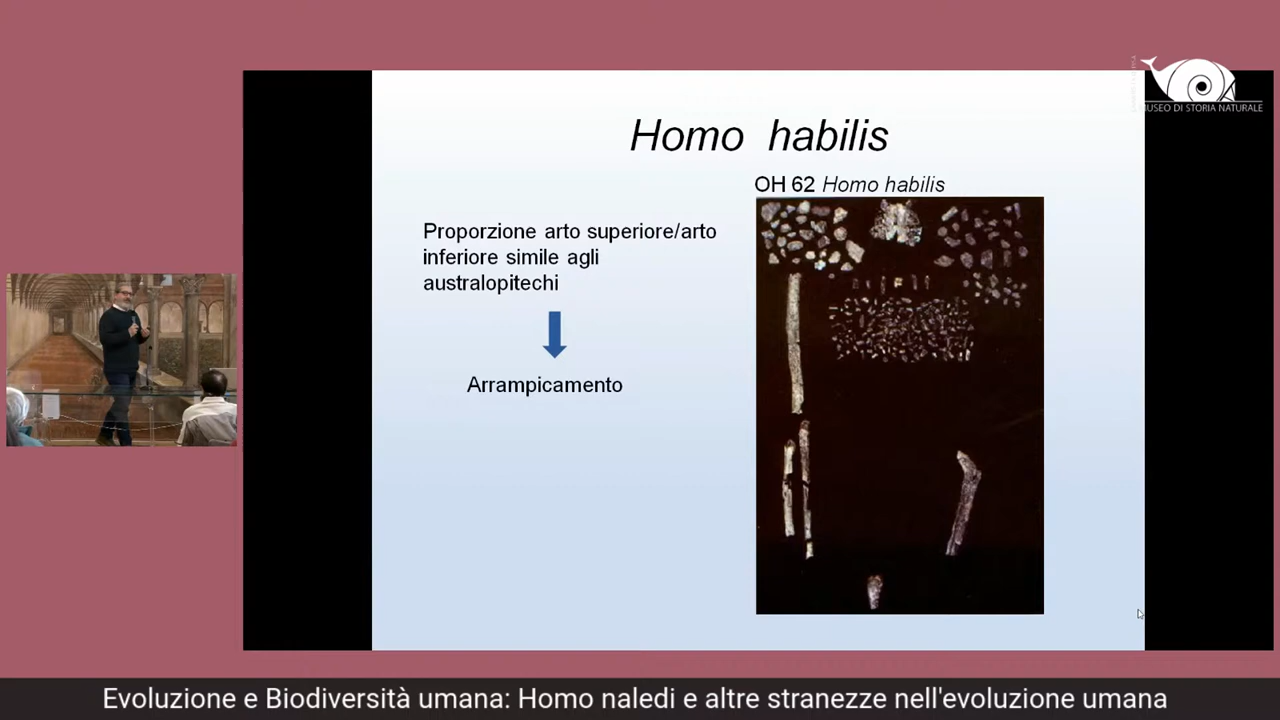 MUSEO DI STORIA NATURALE
Homo habilis
OH 62 Homo habilis
Proporzione arto superiore/arto
inferiore simile agli
australopitechi
Arrampicamento
Evoluzione e Biodiversità umana: Homo naledi e altre stranezze nell'evoluzione umana